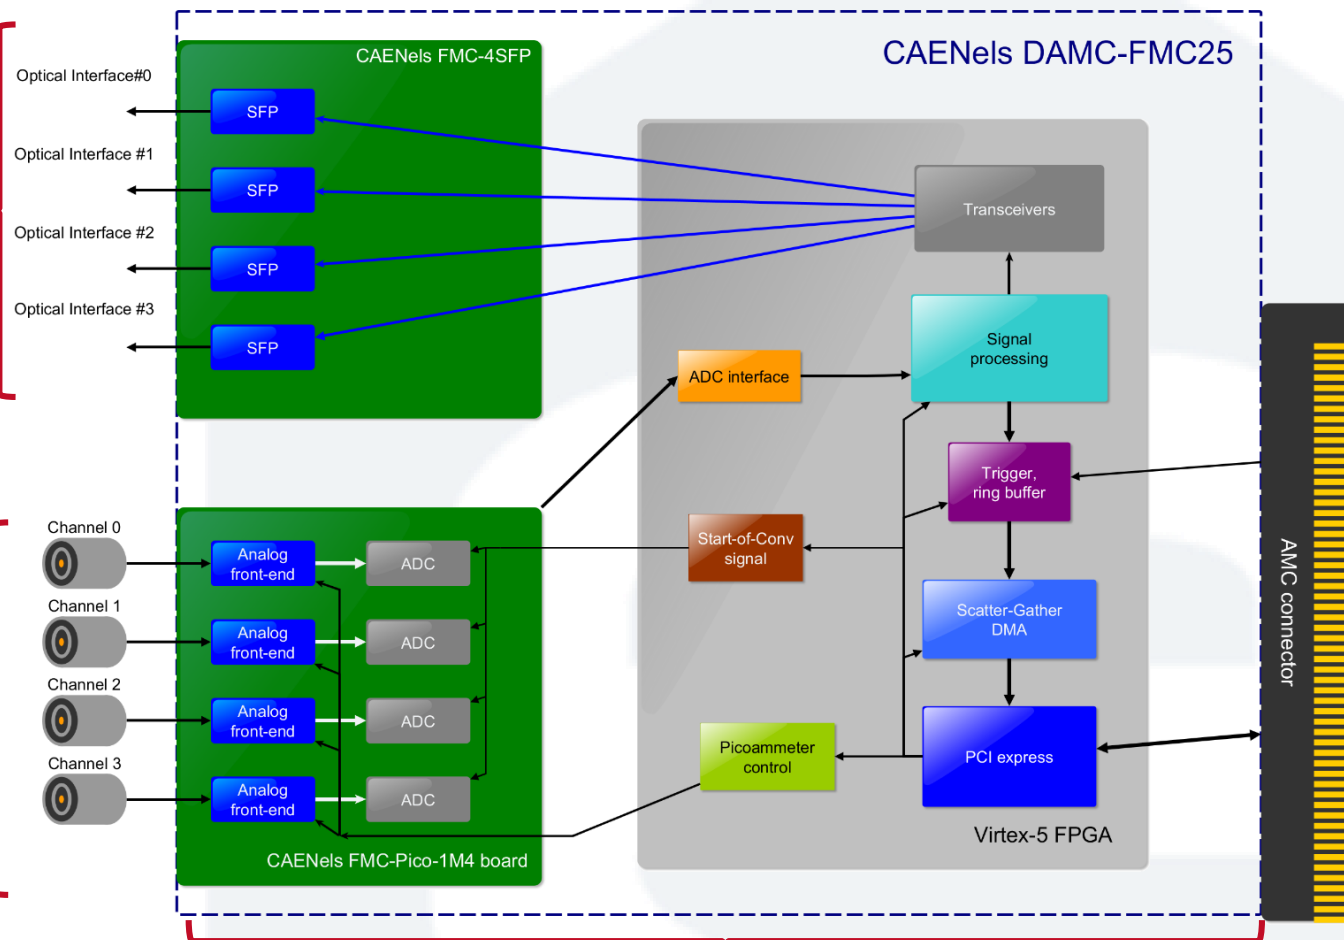 CAENels DAMC-FMC25
CAENels FMC-4SFP
Optical Interface#0
SFP
Optical Interface #1
SFP
Optical Interface #2
SFP
Optical Interface #3
SFP
Transceivers
Signal
processing
ADC interface
Trigger,
ring buffer
Start-of-Conv
signal
Scatter-Gather
DMA
Picoammeter
control
PCI express
Virtex-5 FPGA
AMC connector
Channel 0
Analog
front-end
ADC
Channel 1
Analog
front-end
ADC
Channel 2
Analog
front-end
ADC
Channel 3
Analog
front-end
ADC
CAENels FMC-Pico-1M4 board